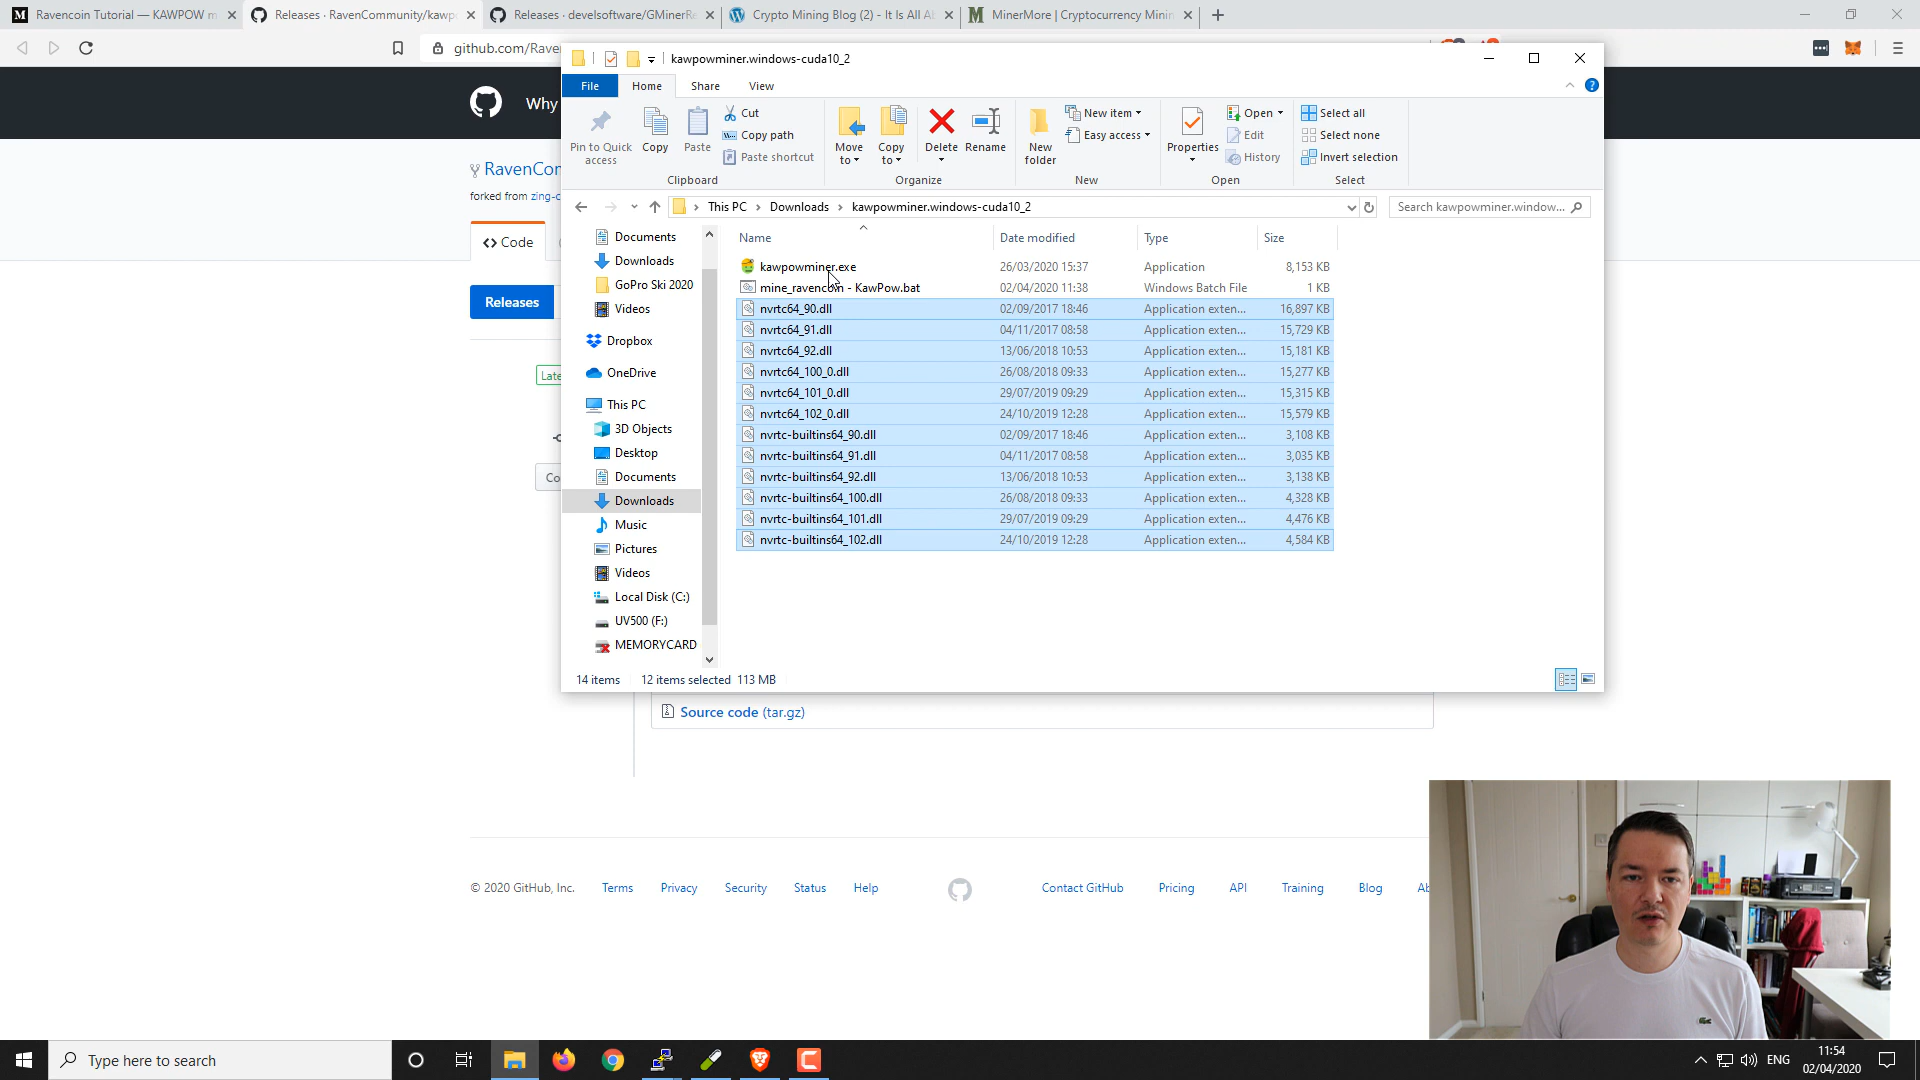 Ravencoin Tutorial — KAWPOW m
Releases · RavenCommunity/kawp
Releases · develsoftware/GMinerRe
Crypto Mining Blog (2) - It Is All A
MinerMore | Cryptocurrency Minin
github.com/Rave
kawpowminer.windows-cuda10_2
File
Home
Share
View
Why
Pin to Quick access
Copy
Paste
Cut
Copy path
Paste shortcut
Move to
Copy to
Delete
Rename
New folder
New item
Easy access
Properties
Open
Edit
History
Select all
Select none
Invert selection
Clipboard
Organize
New
Open
Select
RavenCom
forked from zing-c
This PC
Downloads
kawpowminer.windows-cuda10_2
Search kawpowminer.window...
Code
Releases
Late
Co
Documents
Downloads
GoPro Ski 2020
Videos
Dropbox
OneDrive
This PC
3D Objects
Desktop
Documents
Downloads
Music
Pictures
Videos
Local Disk (C:)
UV500 (F:)
MEMORYCARD
Name Date modified Type Size
kawpowminer.exe 26/03/2020 15:37 Application 8,153 KB
mine_ravencoin - KawPow.bat 02/04/2020 11:38 Windows Batch File 1 KB
nvrtc64_90.dll 02/09/2017 18:46 Application exten... 16,897 KB
nvrtc64_91.dll 04/11/2017 08:58 Application exten... 15,729 KB
nvrtc64_92.dll 13/06/2018 10:53 Application exten... 15,181 KB
nvrtc64_100_0.dll 26/08/2018 09:33 Application exten... 15,277 KB
nvrtc64_101_0.dll 29/07/2019 09:29 Application exten... 15,315 KB
nvrtc64_102_0.dll 24/10/2019 12:28 Application exten... 15,579 KB
nvrtc-builtins64_90.dll 02/09/2017 18:46 Application exten... 3,108 KB
nvrtc-builtins64_91.dll 04/11/2017 08:58 Application exten... 3,035 KB
nvrtc-builtins64_92.dll 13/06/2018 10:53 Application exten... 3,138 KB
nvrtc-builtins64_100.dll 26/08/2018 09:33 Application exten... 4,328 KB
nvrtc-builtins64_101.dll 29/07/2019 09:29 Application exten... 4,476 KB
nvrtc-builtins64_102.dll 24/10/2019 12:28 Application exten... 4,584 KB
14 items 12 items selected 113 MB
Source code (tar.gz)
© 2020 GitHub, Inc. Terms Privacy Security Status Help Contact GitHub Pricing API Training Blog Ab
Type here to search
ENG
11:54
02/04/2020